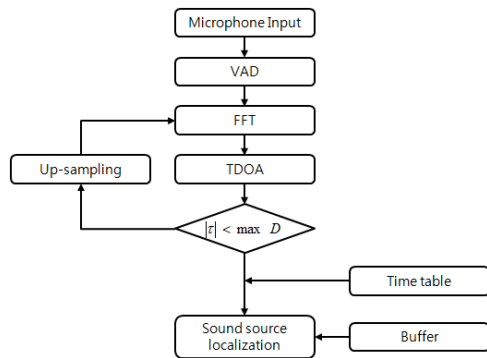 Microphone Input
VAD
FFT
Up-sampling
TDOA
|τ| < max D
Time table
Sound source
localization
Buffer